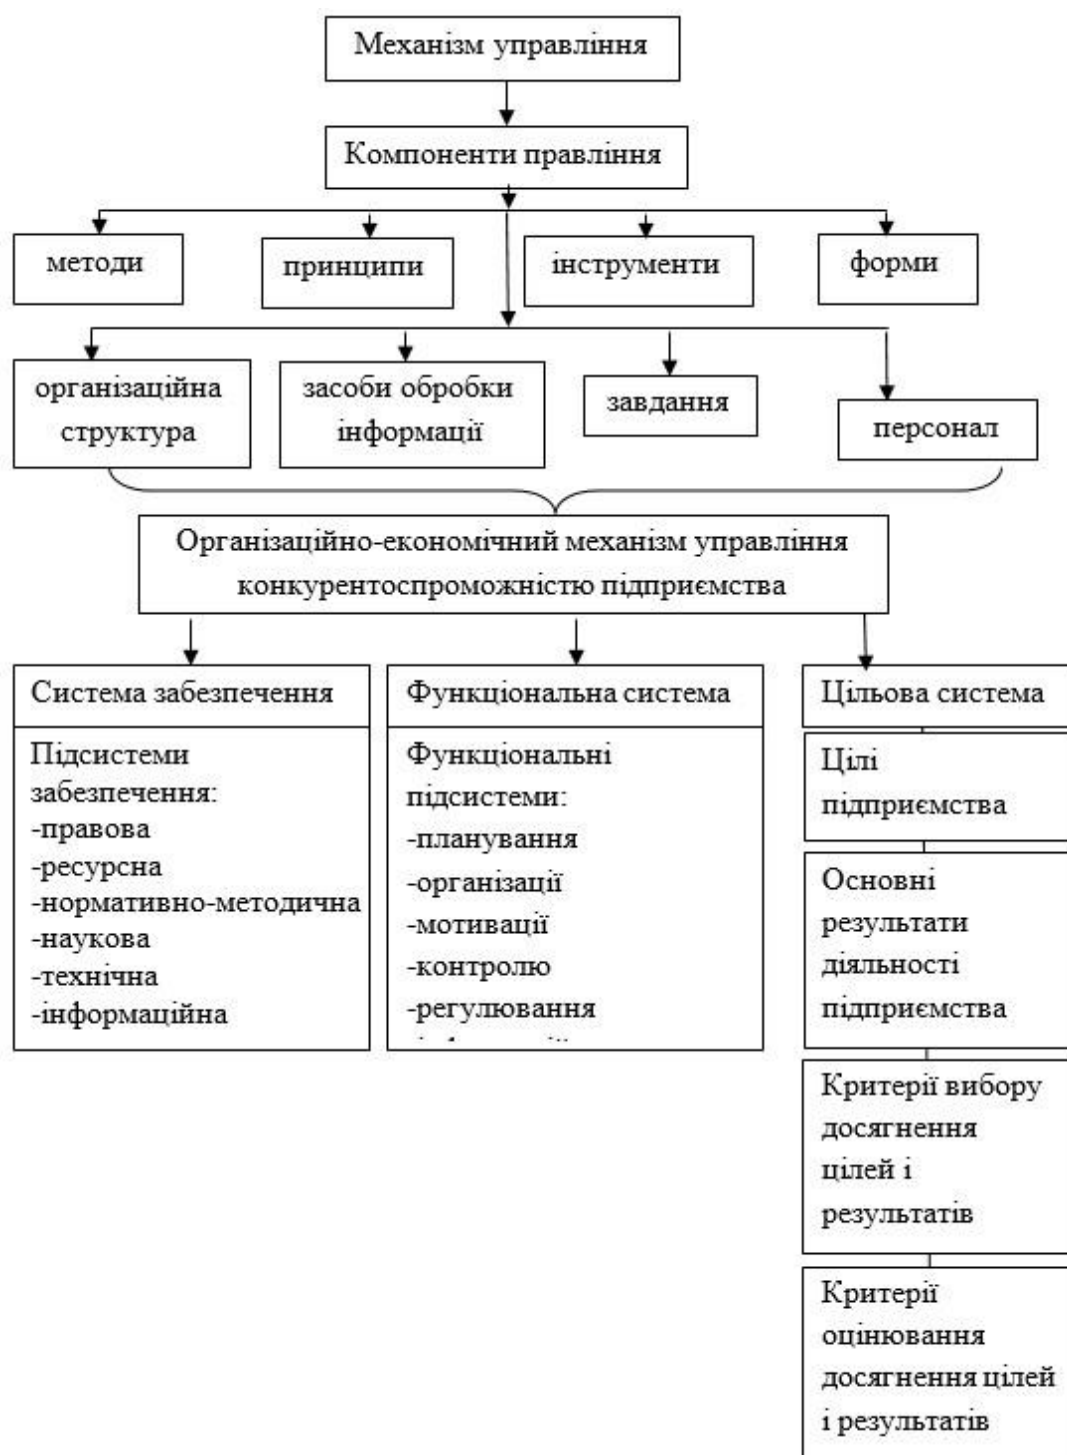 Механізм управління
Компоненти правління
методи
принципи
інструменти
форми
організаційна
структура
засоби обробки
інформації
завдання
персонал
Організаційно-економічний механізм управління
конкурентоспроможністю підприємства
Система забезпечення
Підсистеми
забезпечення:
-правова
-ресурсна
-нормативно-методична
-наукова
-технічна
-інформаційна
Функціональна система
Функціональні
підсистеми:
-планування
-організації
-мотивації
-контролю
-регулювання
Цільова система
Цілі
підприємства
Основні
результати
діяльності
підприємства
Критерії вибору
досягнення
цілей і
результатів
Критерії
оцінювання
досягнення цілей
і результатів